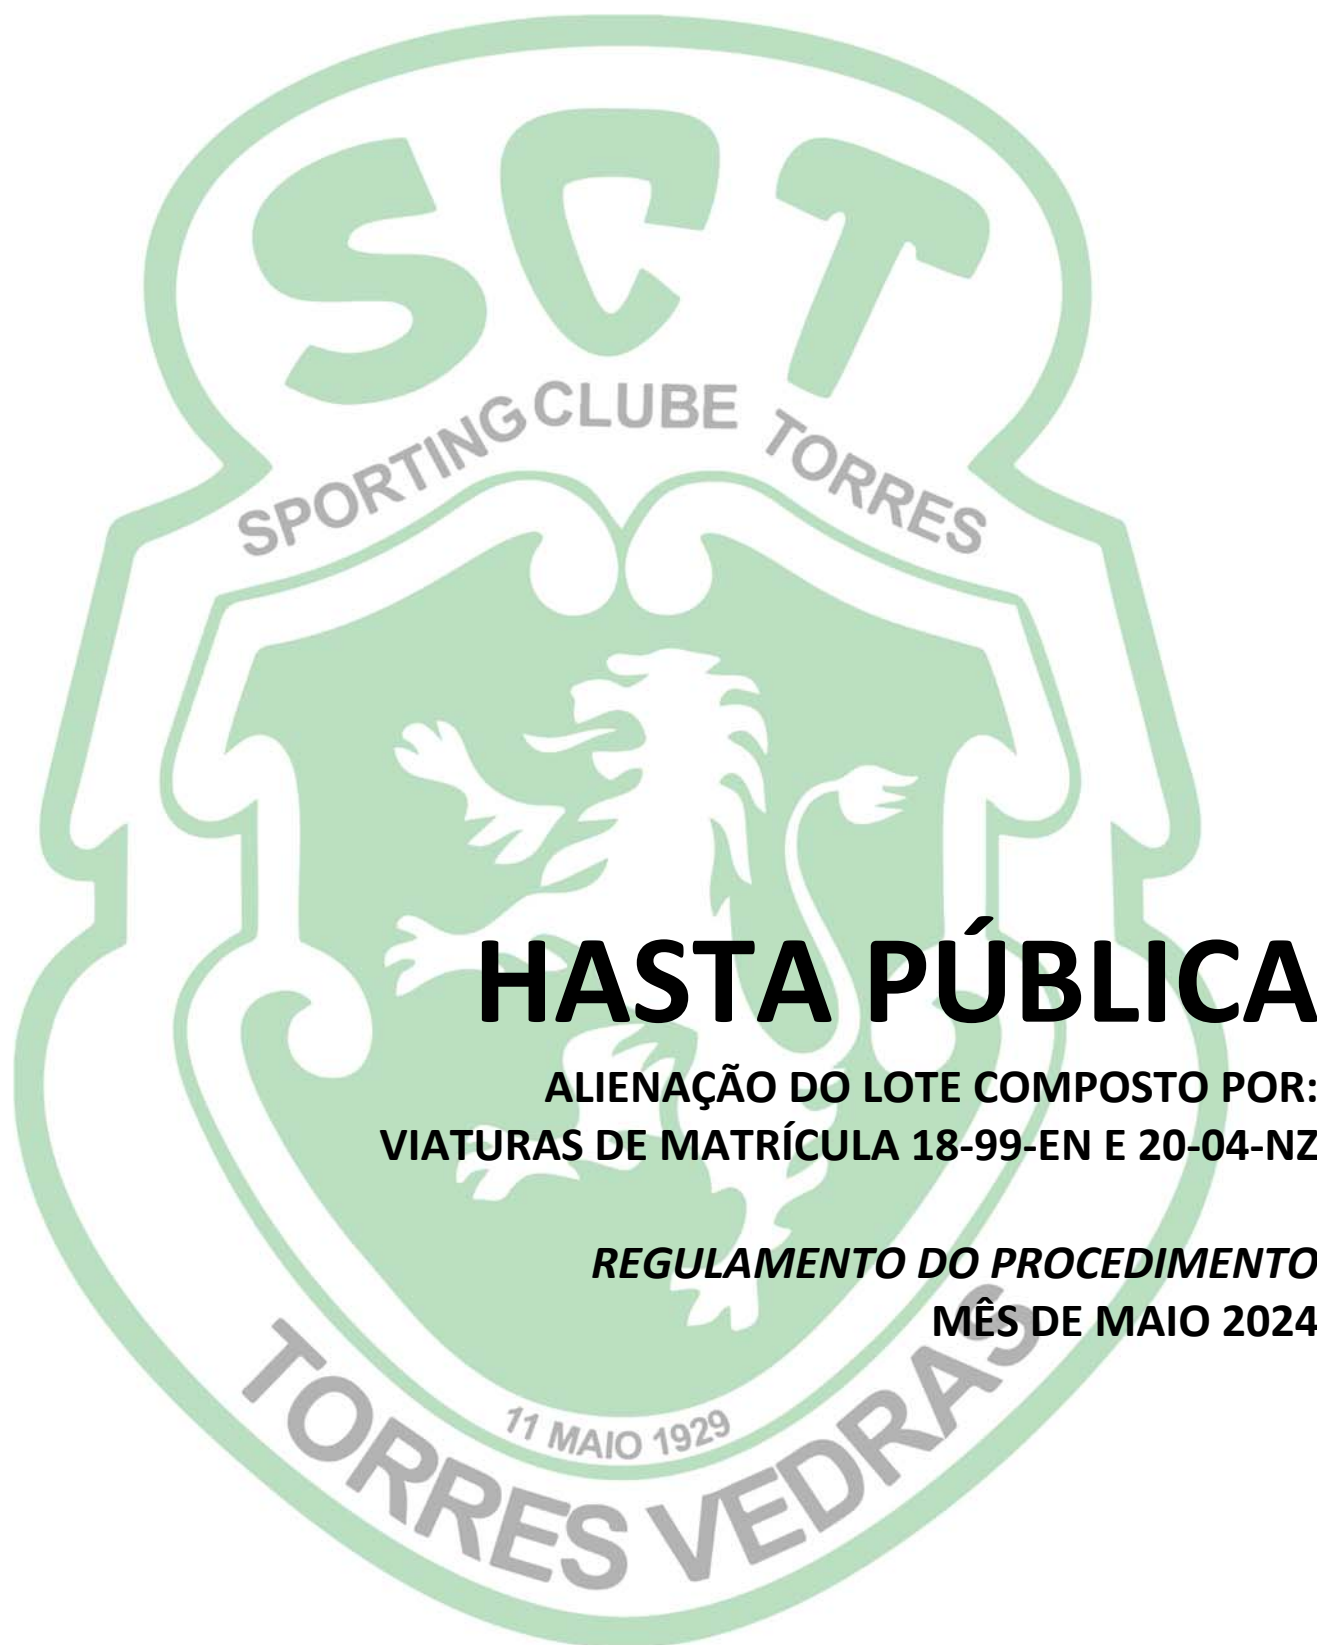 SCT
SPORTING CLUBE TORRES
HASTA PÚBLICA
ALIENAÇÃO DO LOTE COMPOSTO POR:
VIATURAS DE MATRÍCULA 18-99-EN E 20-04-NZ
REGULAMENTO DO PROCEDIMENTO
MÊS DE MAIO 2024
11 MAIO 1929
TORRES VEDRAS